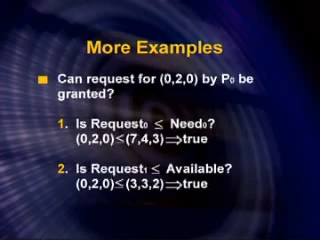 More Examples
Can request for (0,2,0) by P0 be
granted?
1. Is Request0 ≤ Need0?
(0,2,0)≤(7,4,3)⇒true
2. Is Request1 ≤ Available?
(0,2,0)≤(3,3,2)⇒true